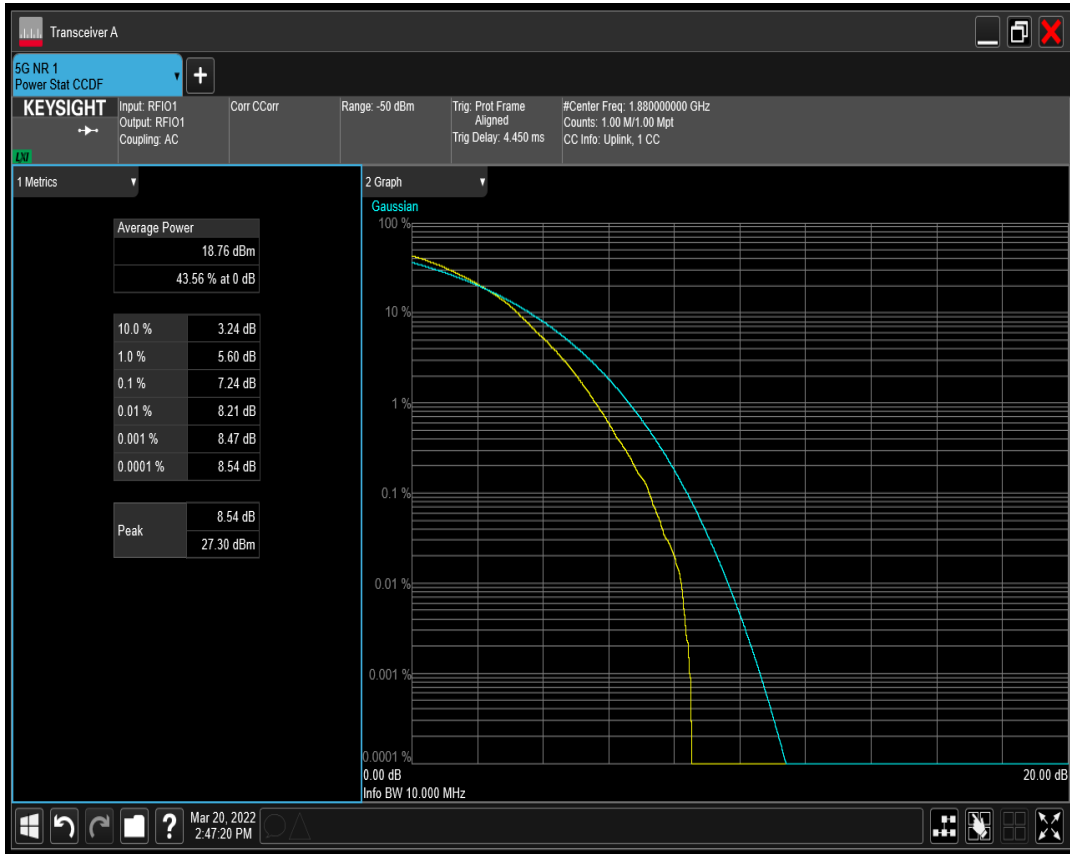 Transceiver A
5G NR 1
Power Stat CCDF
+
KEYSIGHT
LXI
Input: RFIO1
Output: RFIO1
Coupling: AC
Corr CCorr
Range: -50 dBm
Trig: Prot Frame
Aligned
Trig Delay: 4.450 ms
#Center Freq: 1.880000000 GHz
Counts: 1.00 M/1.00 Mpt
CC Info: Uplink, 1 CC
1 Metrics
Average Power
18.76 dBm
43.56 % at 0 dB
10.0 % 3.24 dB
1.0 % 5.60 dB
0.1 % 7.24 dB
0.01 % 8.21 dB
0.001 % 8.47 dB
0.0001 % 8.54 dB
Peak
8.54 dB
27.30 dBm
2 Graph
Gaussian
100 %
10 %
1 %
0.1 %
0.01 %
0.001 %
0.0001 %
0.00 dB 20.00 dB
Info BW 10.000 MHz
?
Mar 20, 2022
2:47:20 PM